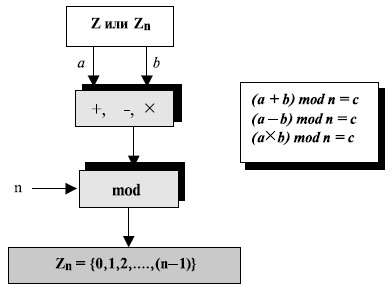 Z или Zn
a b
+, -, ×
n
mod
Zn = {0,1,2,....,(n–1)}
(a + b) mod n = c
(a – b) mod n = c
(a×b) mod n = c